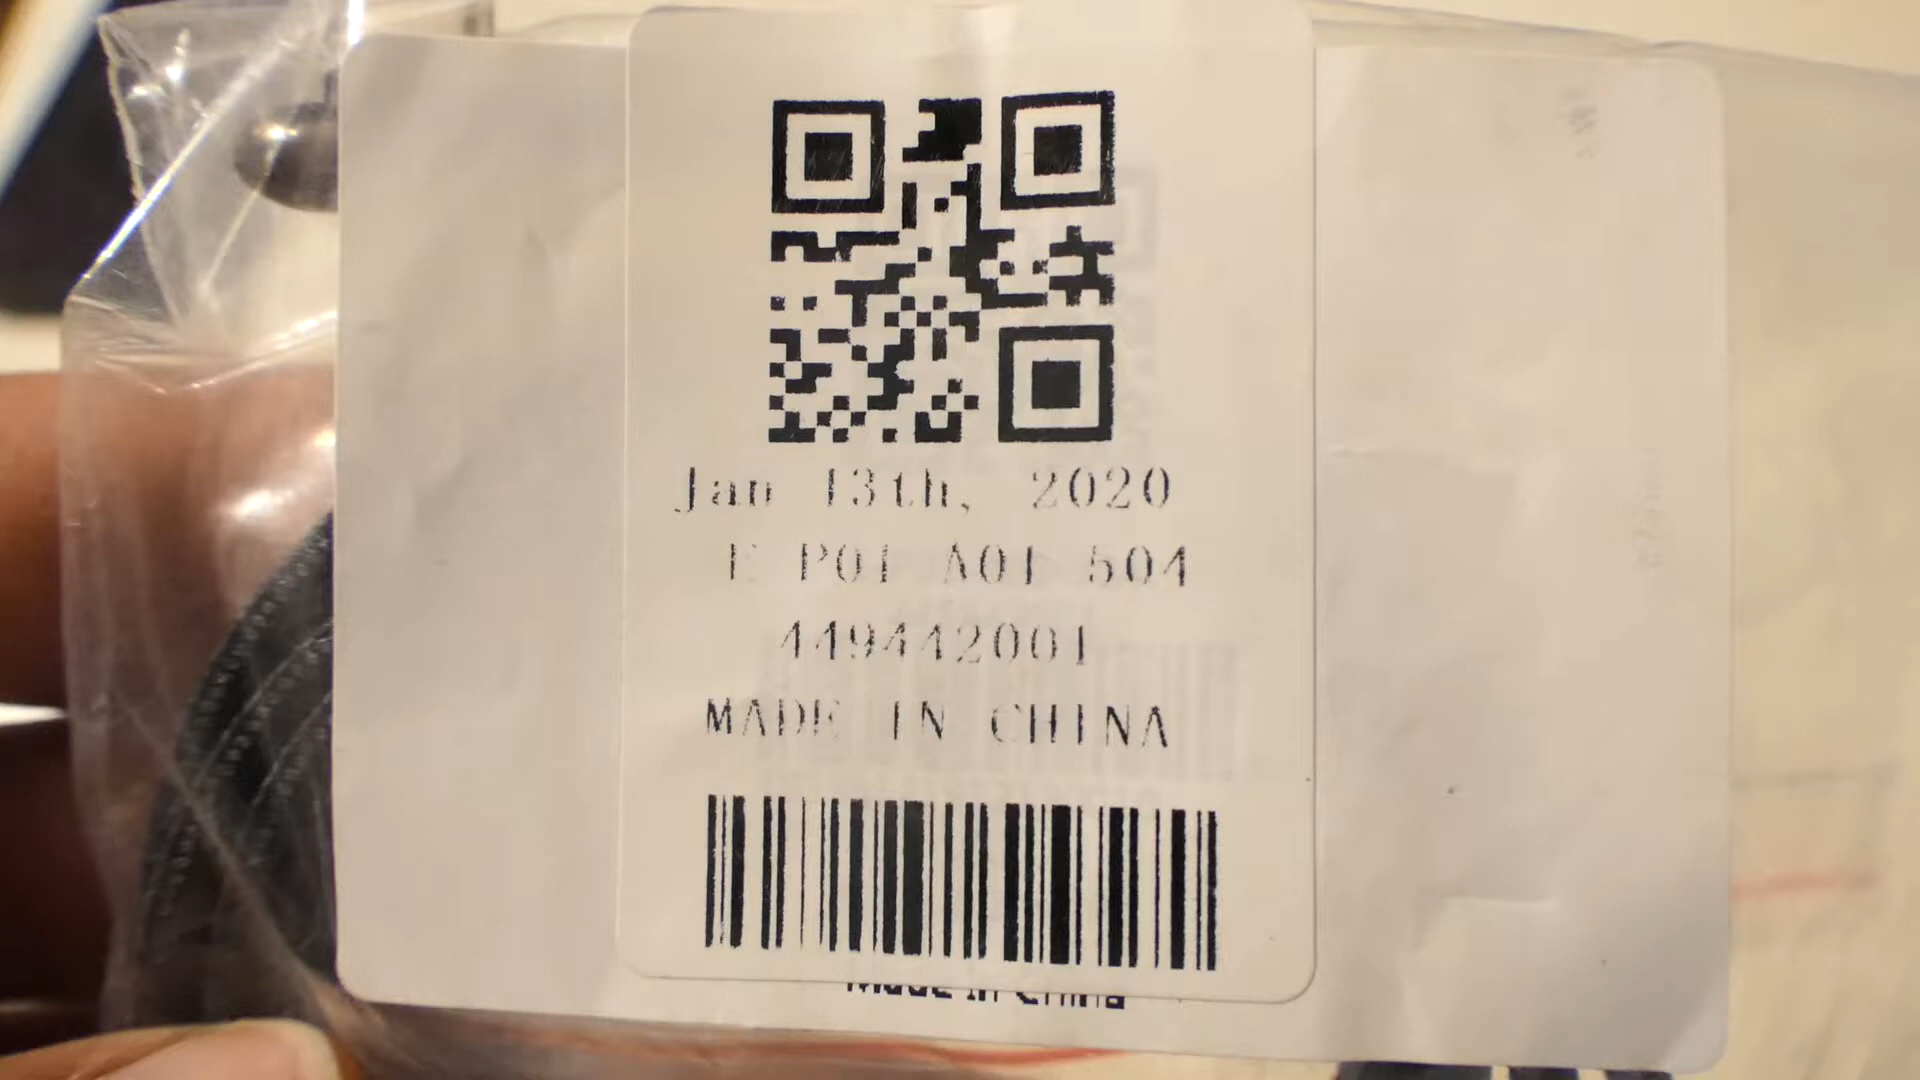 Jan 13th, 2020
E P01 A01 504
449442001
MADE IN CHINA
Made in China